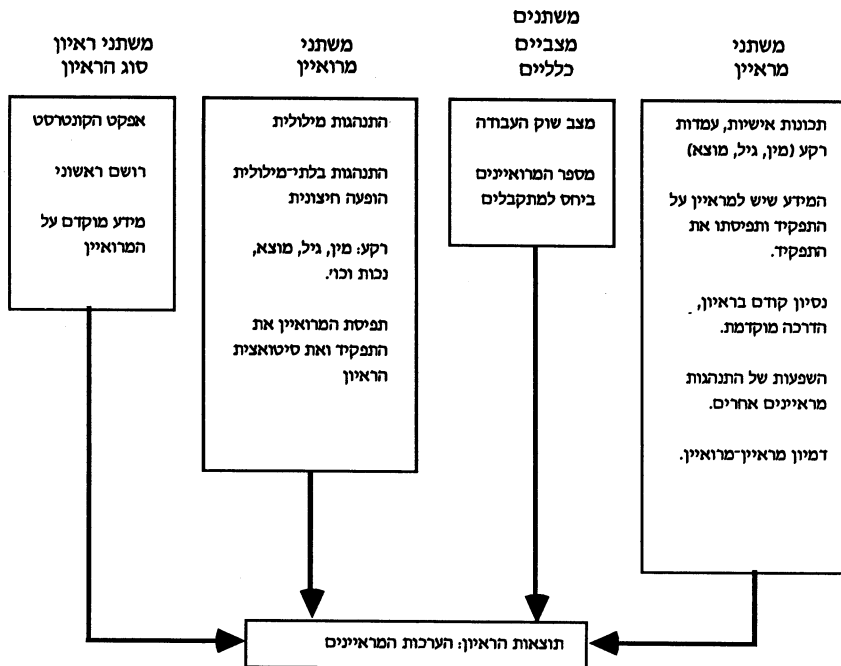 משתני
מראיין
תכונות אישיות, עמדות
רקע (מין, גיל, מוצא)
המידע שיש למראיין על
התפקיד ותפיסתו את
התפקיד.
נסיון קודם בראיון,
הדרכה מוקדמת.
השפעות של התנהגות
מראיינים אחרים.
דמיון מראיין-מרואיין.
משתנים
מצביים
כלליים
מצב שוק העבודה
מספר המרואיינים
ביחס למתקבלים
משתני
מרואיין
התנהגות מילולית
התנהגות בלתי-מילולית
הופעה חיצונית
רקע: מין, גיל, מוצא,
נכות וכו'.
תפיסת המרואיין את
התפקיד ואת סיטואצית
הראיון
משתני ראיון
סוג הראיון
אפקט הקונטרסט
רושם ראשוני
מידע מוקדם על
המרואיין
תוצאות הראיון: הערכות המראיינים